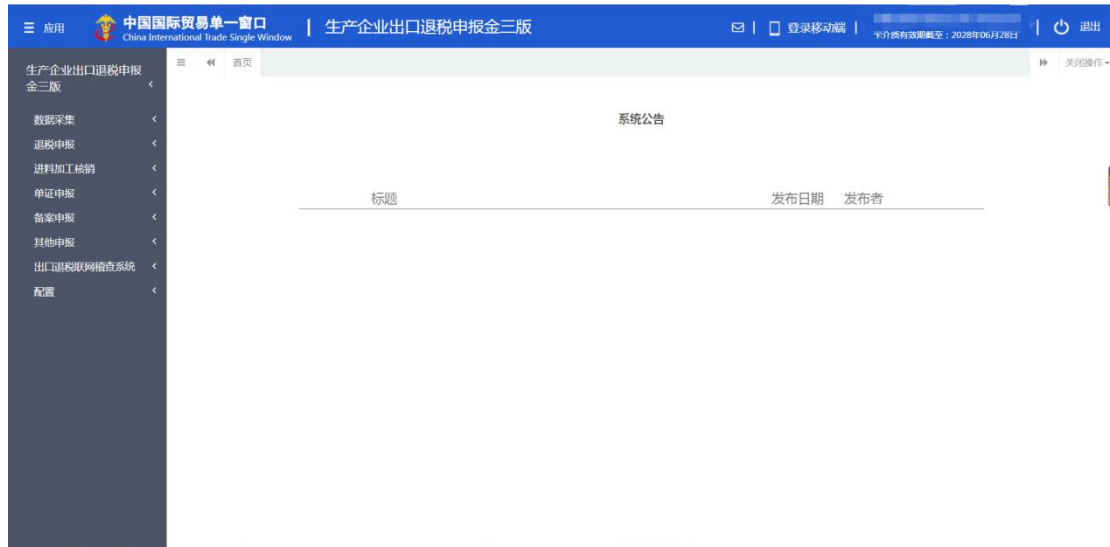 应用
中国国际贸易单一窗口
China International Trade Single Window
生产企业出口退税申报金三版
登录移动端
卡介质有效期截至：2028年06月28日
退出
生产企业出口退税申报
金三版
首页
关闭操作
数据采集
退税申报
进料加工核销
单证申报
备案申报
其他申报
出口退税联网稽查系统
配置
系统公告
标题 发布日期 发布者